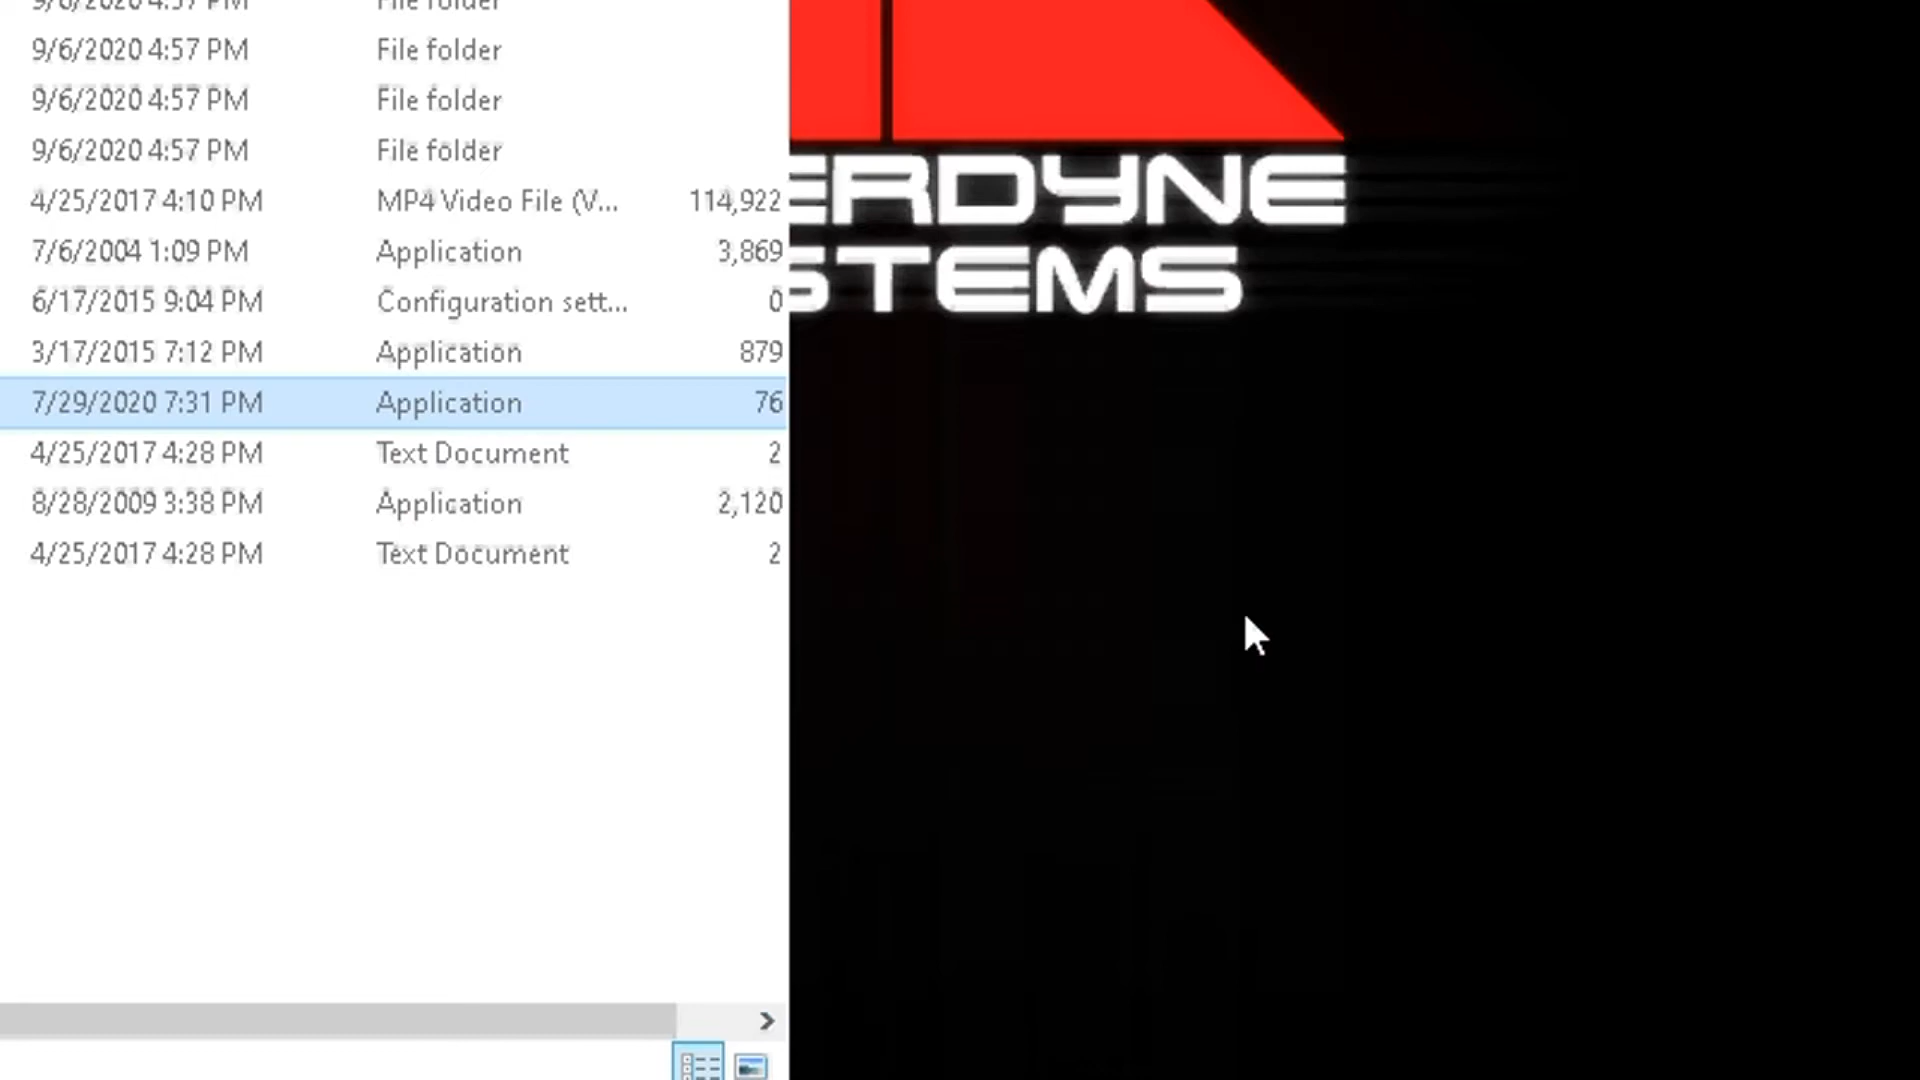 9/6/2020 4:57 PM File folder
9/6/2020 4:57 PM File folder
9/6/2020 4:57 PM File folder
9/6/2020 4:57 PM File folder
4/25/2017 4:10 PM MP4 Video File (V... 114,922
7/6/2004 1:09 PM Application 3,869
6/17/2015 9:04 PM Configuration sett... 0
3/17/2015 7:12 PM Application 879
7/29/2020 7:31 PM Application 76
4/25/2017 4:28 PM Text Document 2
8/28/2009 3:38 PM Application 2,120
4/25/2017 4:28 PM Text Document 2
ERDYNE
STEMS